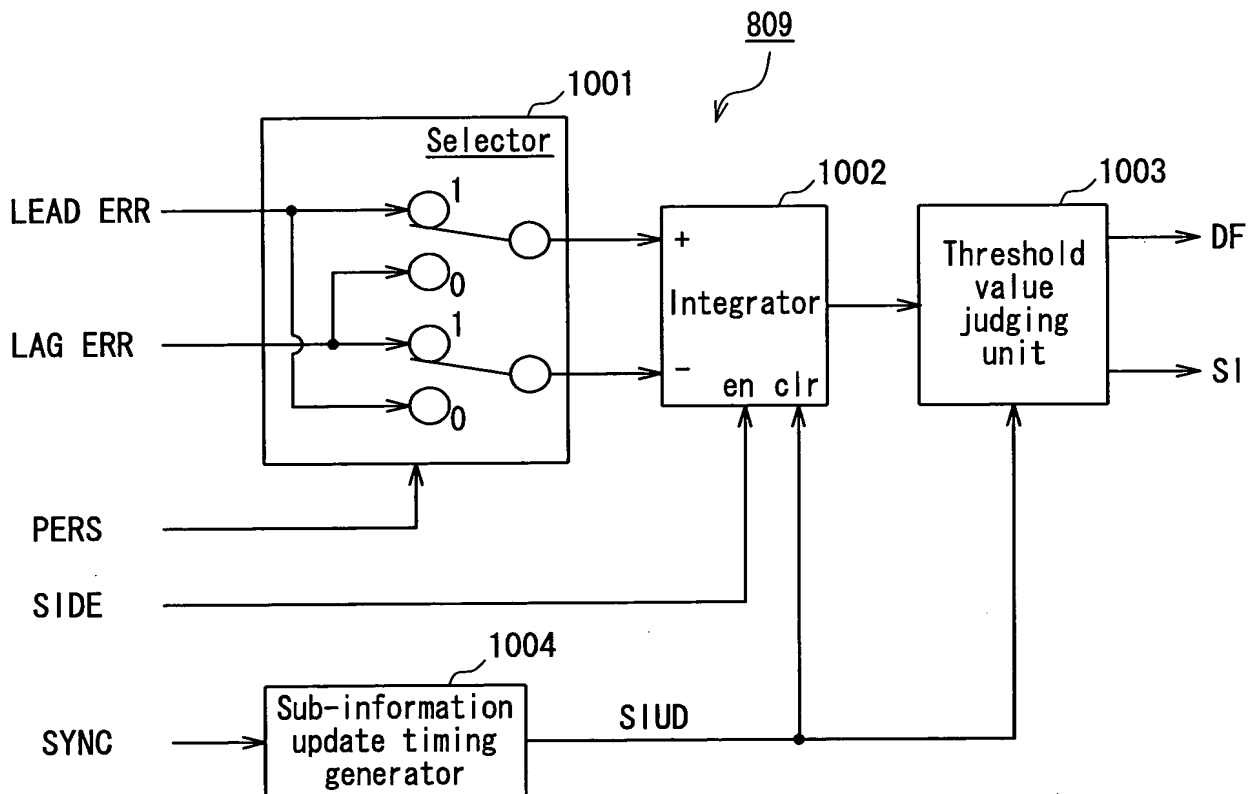 809
1001
Selector
LEAD ERR
1
0
LAG ERR
1
0
1002
+
Integrator
-
en clr
1003
Threshold
value
judging
unit
DF
SI
PERS
SIDE
1004
SYNC
Sub-information
update timing
generator
SIUD